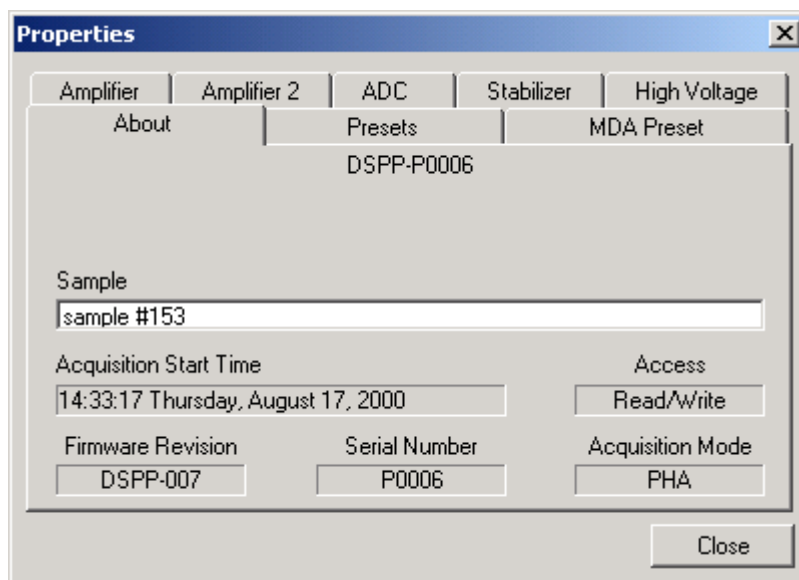 Properties
Amplifier Amplifier 2 ADC Stabilizer High Voltage
About Presets MDA Preset
DSPP-P0006
Sample
sample #153
Acquisition Start Time Access
14:33:17 Thursday, August 17, 2000 Read/Write
Firmware Revision Serial Number Acquisition Mode
DSPP-007 P0006 PHA
Close